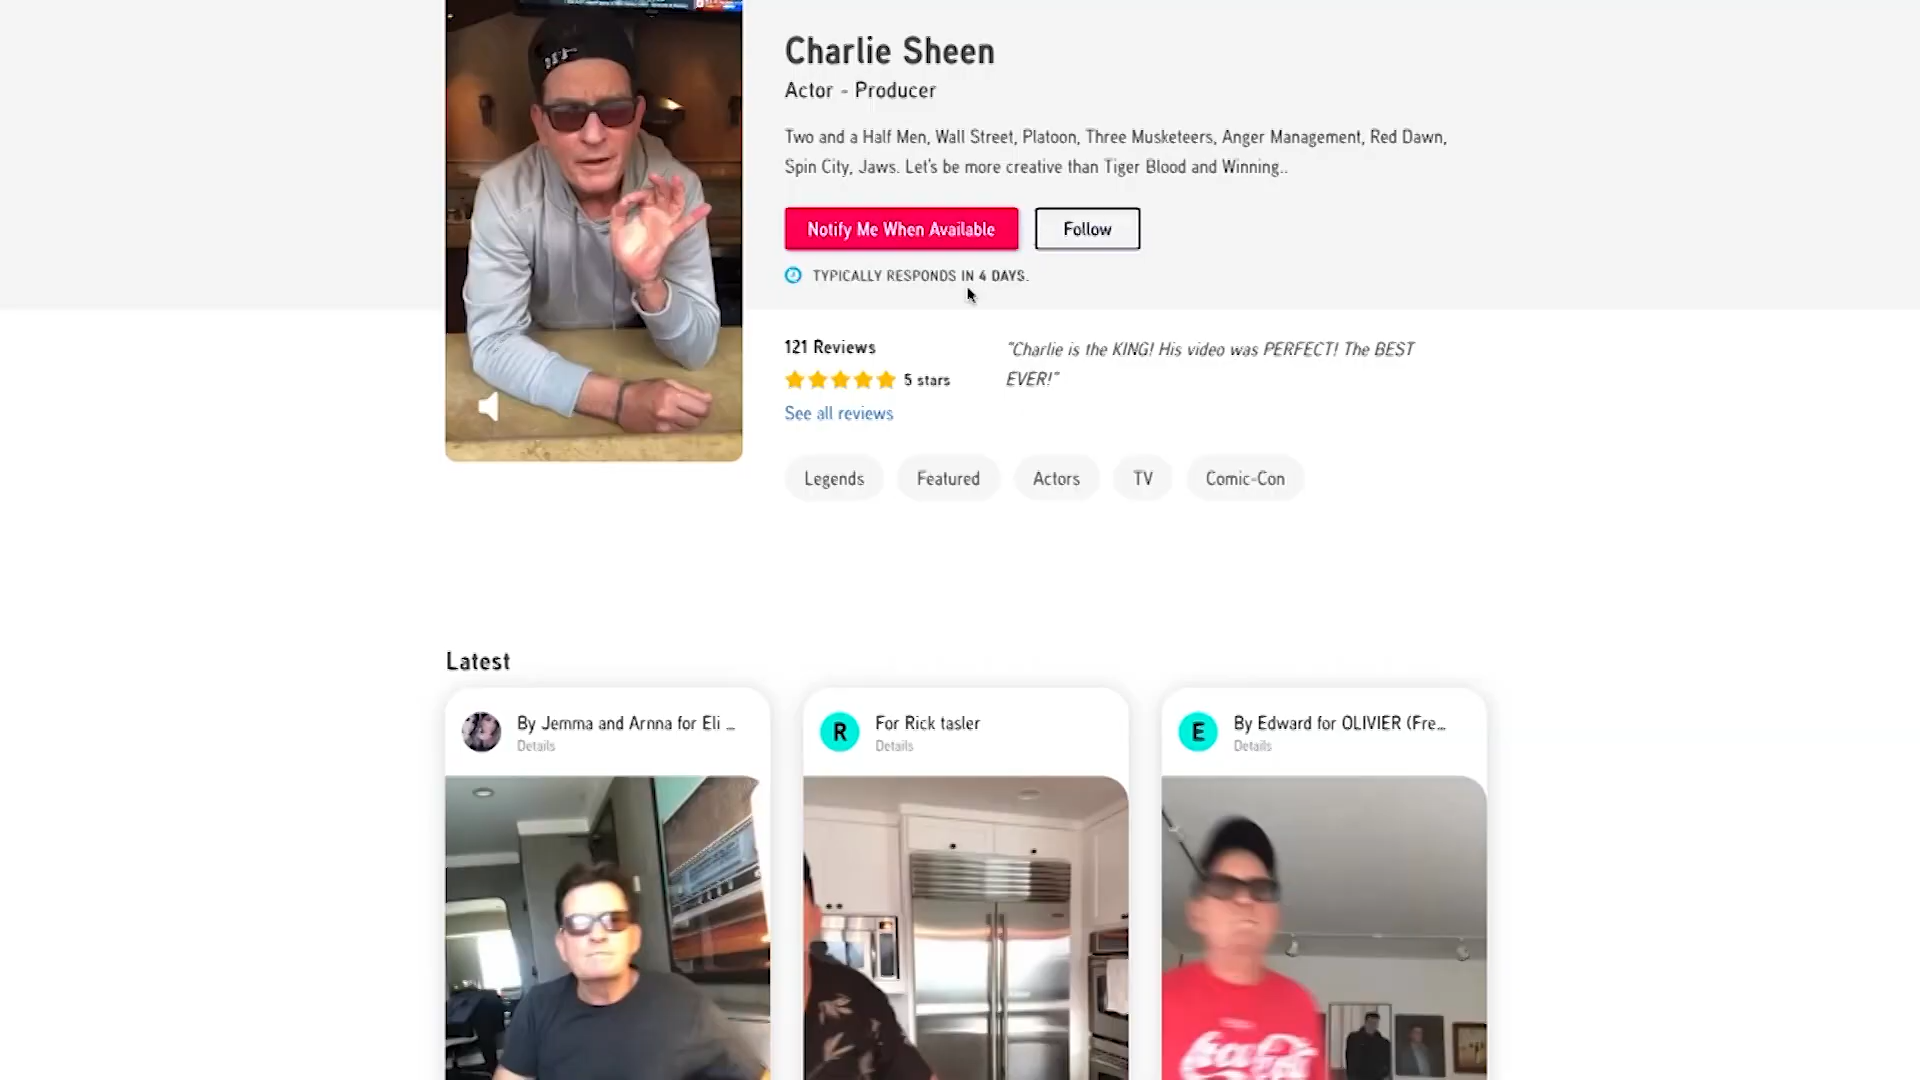 Charlie Sheen
Actor - Producer
Two and a Half Men, Wall Street, Platoon, Three Musketeers, Anger Management, Red Dawn,
Spin City, Jaws. Let's be more creative than Tiger Blood and Winning..
Notify Me When Available
Follow
TYPICALLY RESPONDS IN 4 DAYS.
121 Reviews
5 stars
See all reviews
"Charlie is the KING! His video was PERFECT! The BEST
EVER!"
Legends
Featured
Actors
TV
Comic-Con
Latest
By Jemma and Arnna for Eli ...
Details
R
For Rick tasler
Details
E
By Edward for OLIVIER (Fre...
Details